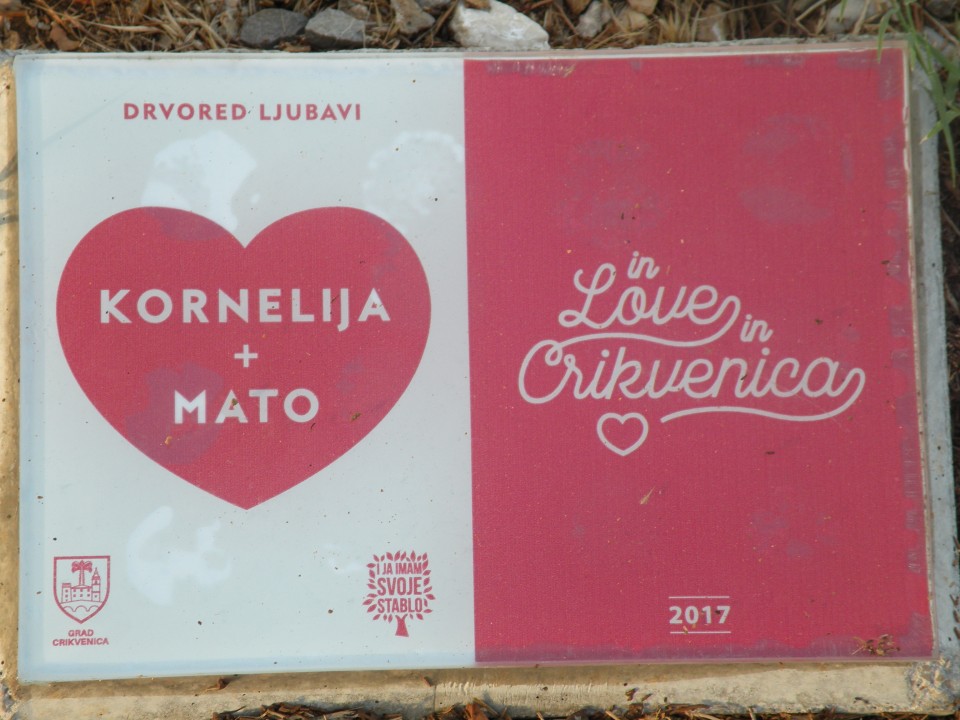 DRVORED LJUBAVI
KORNELIJA
+
MATO
GRAD
CRIKVENICA
I JA IMAM
SVOJE
STABLO
in
Love in
Crikvenica
2017